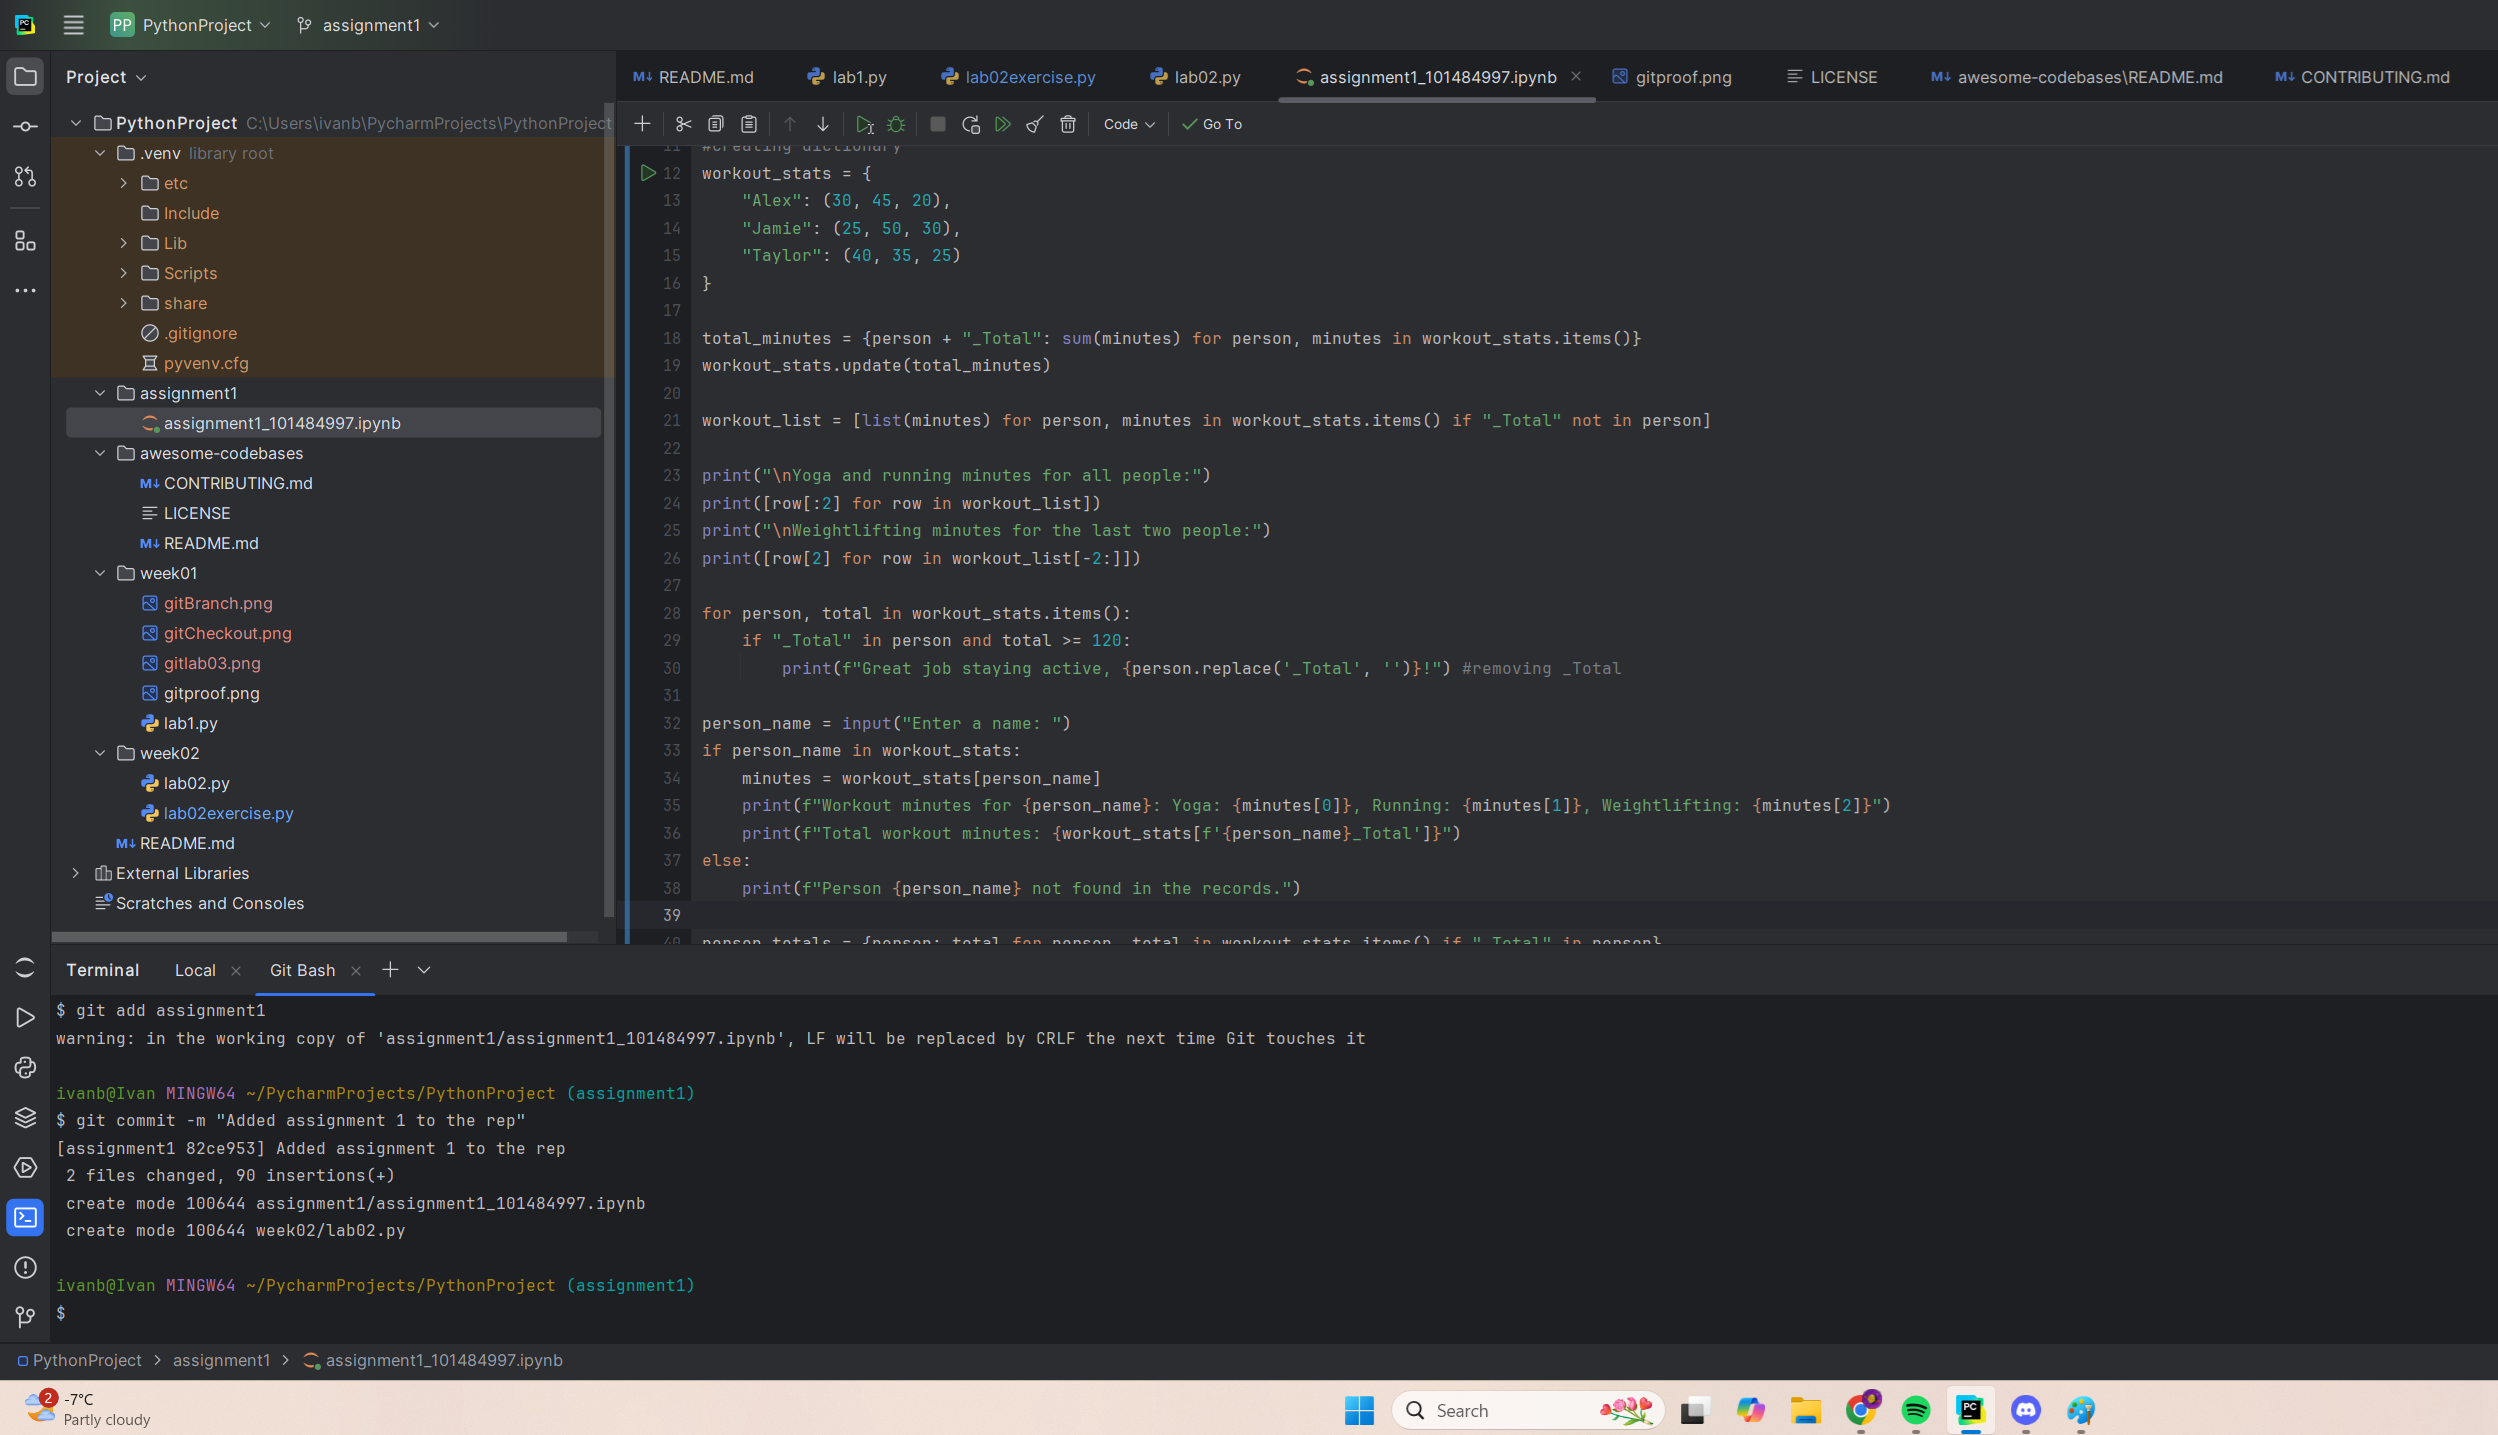 PP PythonProject assignment1
Project
README.md lab1.py lab02exercise.py lab02.py assignment1_101484997.ipynb gitproof.png LICENSE awesome-codebases\README.md CONTRIBUTING.md
Code Go To
PythonProject C:\Users\ivanb\PycharmProjects\PythonProject
.venv library root
etc
Include
Lib
Scripts
share
.gitignore
pyvenv.cfg
assignment1
assignment1_101484997.ipynb
awesome-codebases
M↓ CONTRIBUTING.md
LICENSE
M↓ README.md
week01
gitBranch.png
gitCheckout.png
gitlab03.png
gitproof.png
lab1.py
week02
lab02.py
lab02exercise.py
M↓ README.md
External Libraries
Scratches and Consoles
11 #creating dictionary
12 workout_stats = {
13 "Alex": (30, 45, 20),
14 "Jamie": (25, 50, 30),
15 "Taylor": (40, 35, 25)
16 }
17
18 total_minutes = {person + "_Total": sum(minutes) for person, minutes in workout_stats.items()}
19 workout_stats.update(total_minutes)
20
21 workout_list = [list(minutes) for person, minutes in workout_stats.items() if "_Total" not in person]
22
23 print("\nYoga and running minutes for all people:")
24 print([row[:2] for row in workout_list])
25 print("\nWeightlifting minutes for the last two people:")
26 print([row[2] for row in workout_list[-2:]])
27
28 for person, total in workout_stats.items():
29 if "_Total" in person and total >= 120:
30 print(f"Great job staying active, {person.replace('_Total', '')}!") #removing _Total
31
32 person_name = input("Enter a name: ")
33 if person_name in workout_stats:
34 minutes = workout_stats[person_name]
35 print(f"Workout minutes for {person_name}: Yoga: {minutes[0]}, Running: {minutes[1]}, Weightlifting: {minutes[2]}")
36 print(f"Total workout minutes: {workout_stats[f'{person_name}_Total']}")
37 else:
38 print(f"Person {person_name} not found in the records.")
39
40 person_totals = {person: total for person, total in workout_stats.items() if "_Total" in person}
Terminal Local Git Bash
$ git add assignment1
warning: in the working copy of 'assignment1/assignment1_101484997.ipynb', LF will be replaced by CRLF the next time Git touches it
ivanb@Ivan MINGW64 ~/PycharmProjects/PythonProject (assignment1)
$ git commit -m "Added assignment 1 to the rep"
[assignment1 82ce953] Added assignment 1 to the rep
2 files changed, 90 insertions(+)
create mode 100644 assignment1/assignment1_101484997.ipynb
create mode 100644 week02/lab02.py
ivanb@Ivan MINGW64 ~/PycharmProjects/PythonProject (assignment1)
$
PythonProject > assignment1 > assignment1_101484997.ipynb
2 -7°C
Partly cloudy
Search